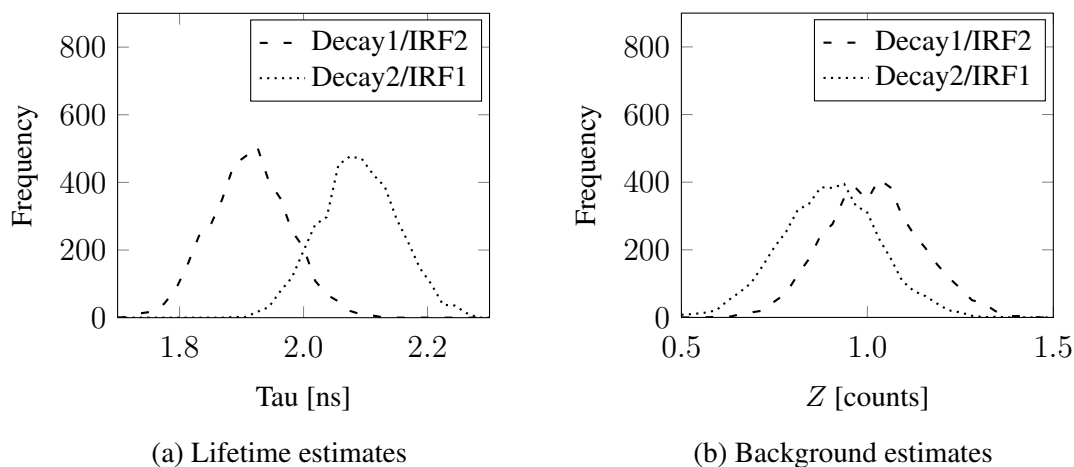 800
600
400
200
0
Frequency
Decay1/IRF2
Decay2/IRF1
1.8
2.0
2.2
Tau [ns]
(a) Lifetime estimates
800
600
400
200
0
Frequency
Decay1/IRF2
Decay2/IRF1
0.5
1.0
1.5
Z [counts]
(b) Background estimates